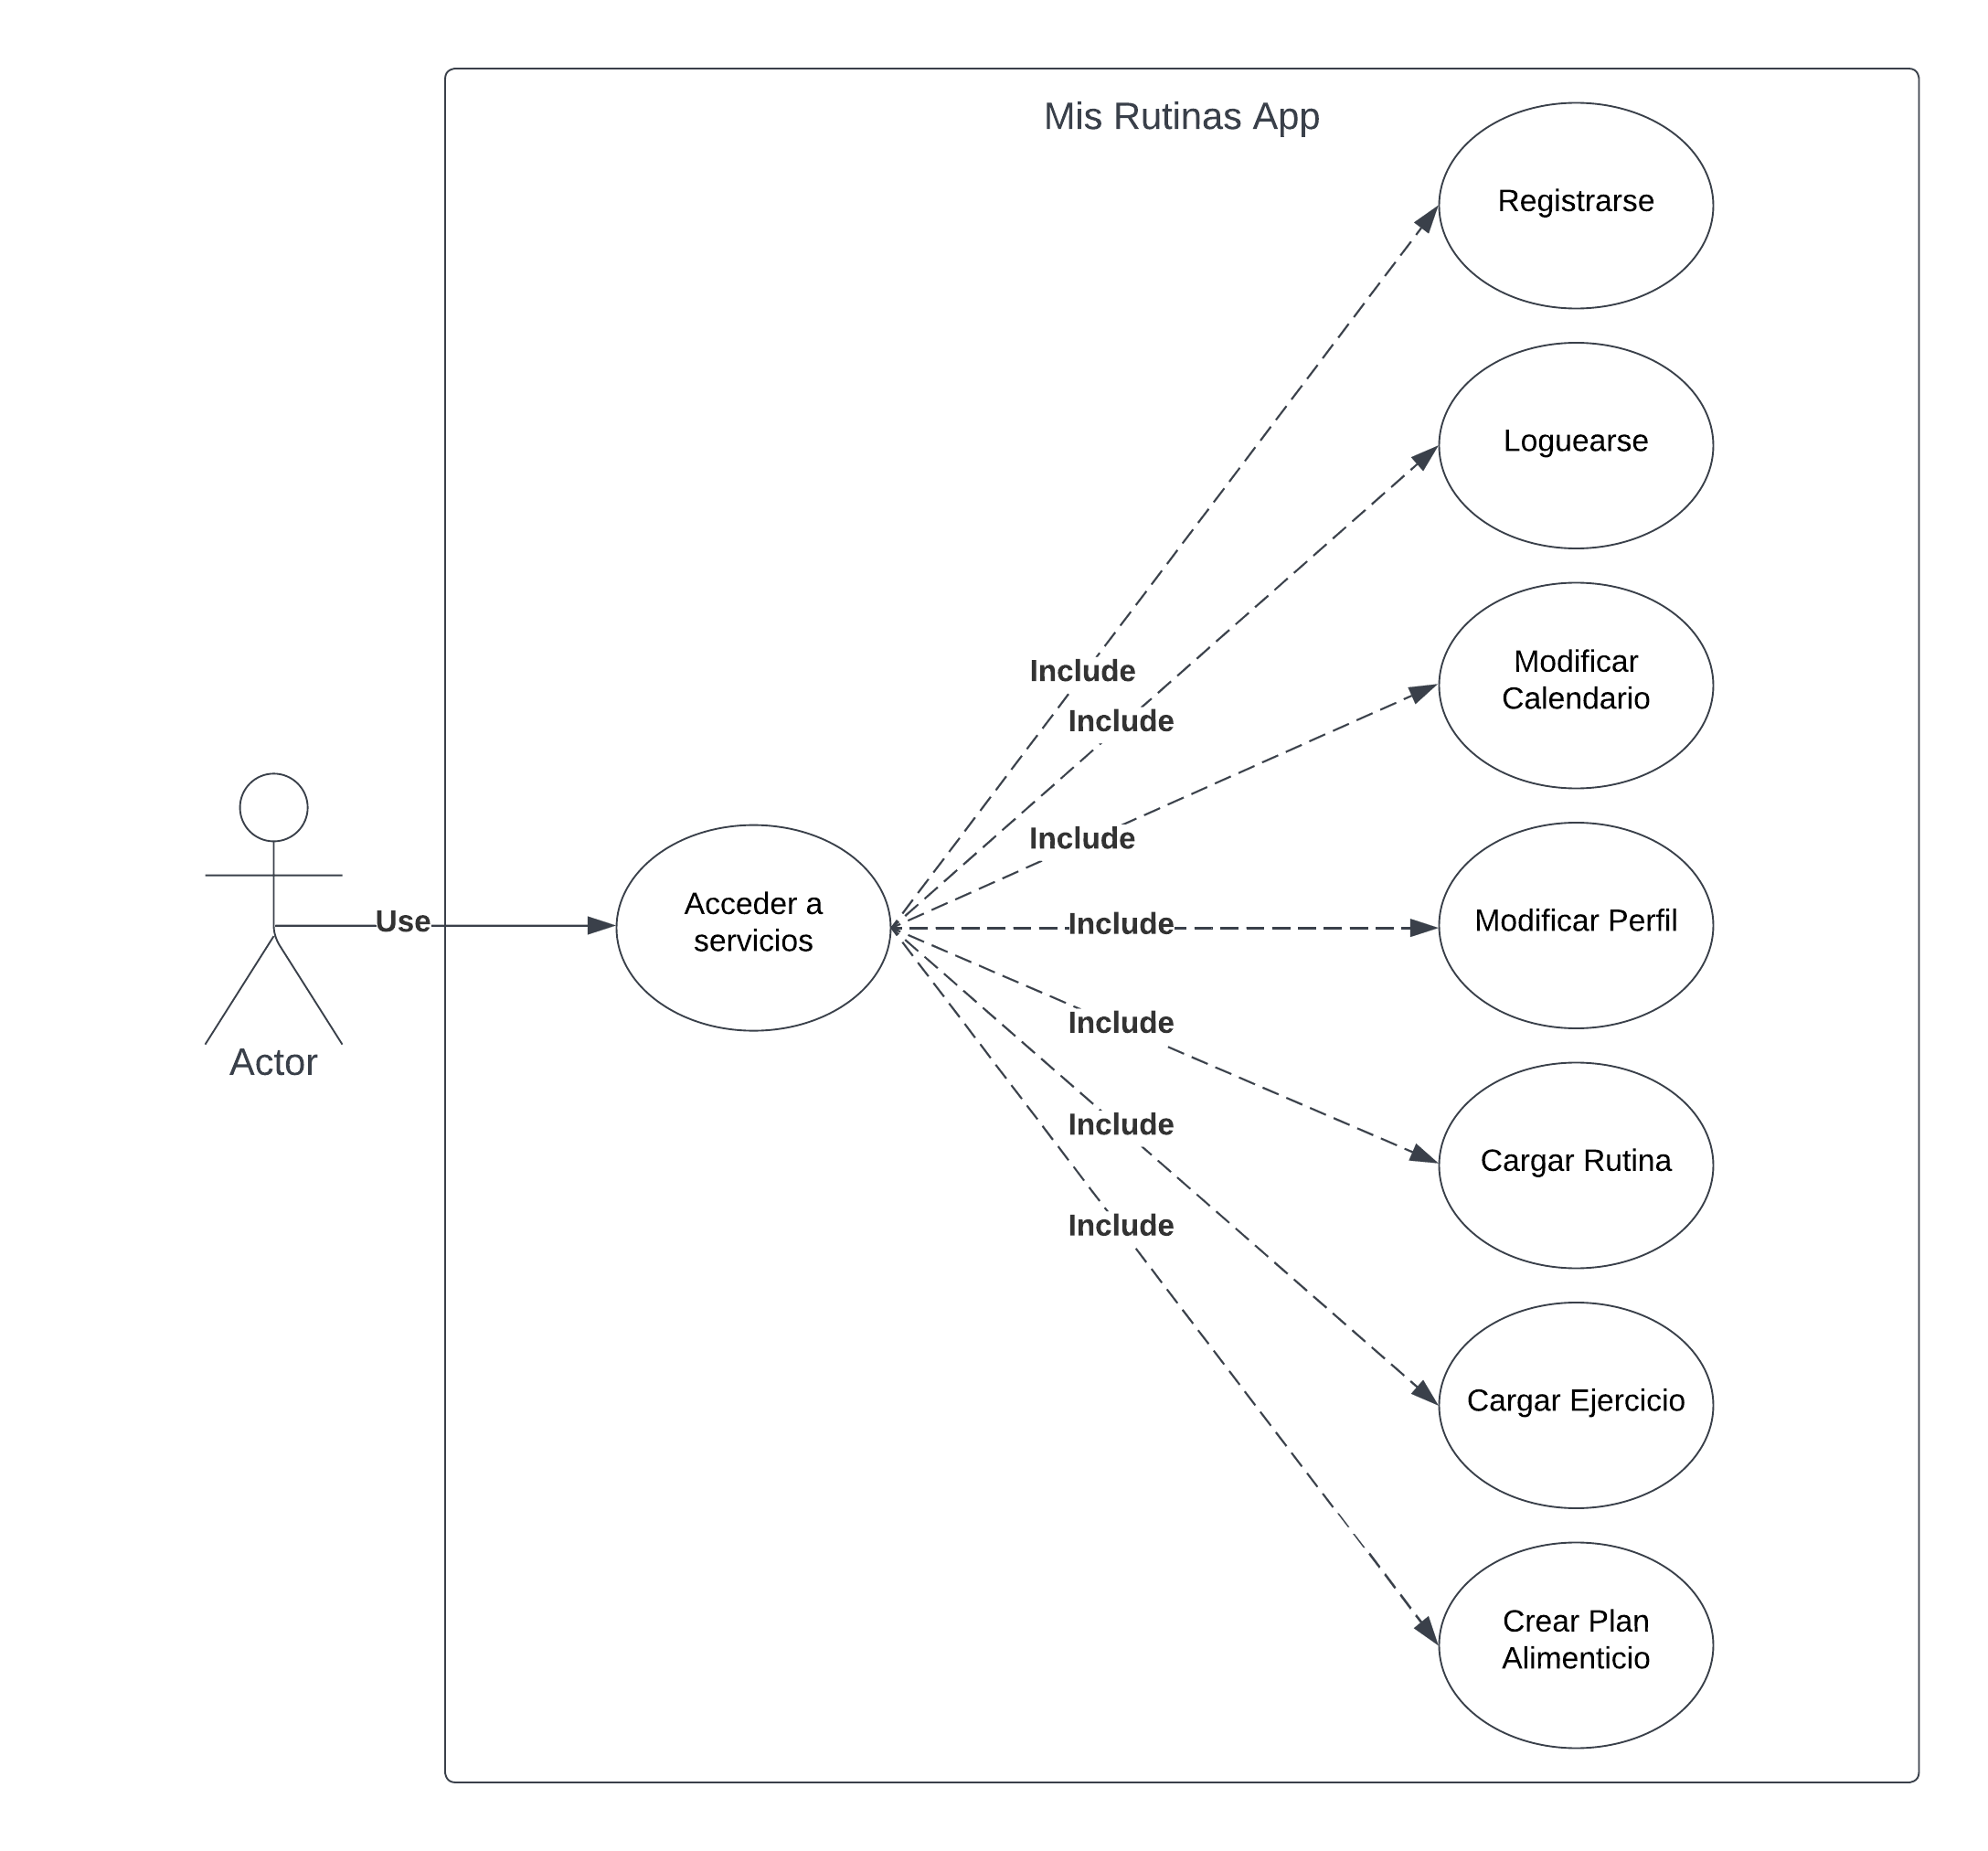 Mis Rutinas App
Registrarse
Loguearse
Modificar
Calendario
Include
Include
Include
Acceder a
servicios
Use
Include
Modificar Perfil
Actor
Include
Include
Include
Cargar Rutina
Cargar Ejercicio
Crear Plan
Alimenticio